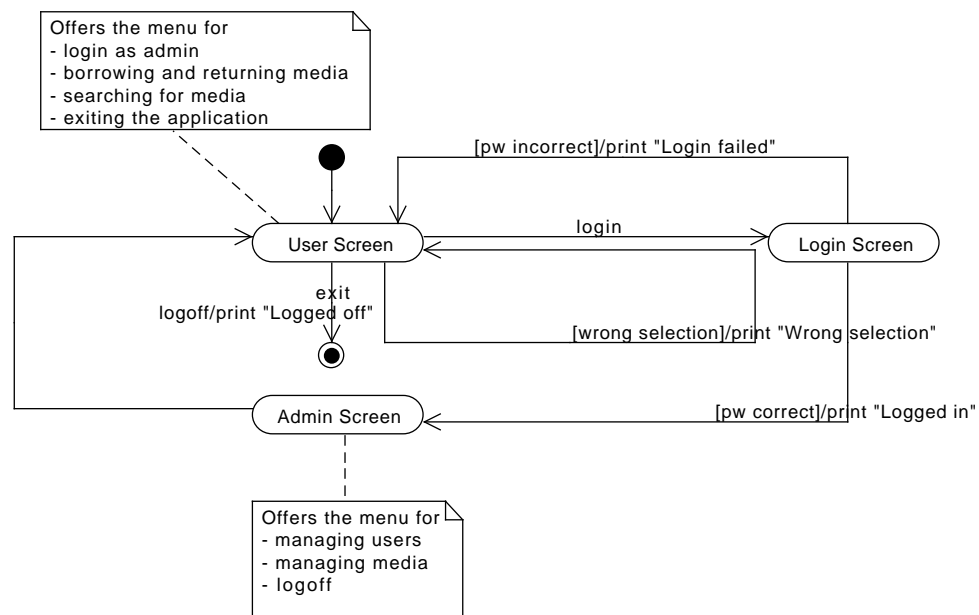 Offers the menu for
- login as admin
- borrowing and returning media
- searching for media
- exiting the application
[pw incorrect]/print "Login failed"
login
User Screen
Login Screen
exit
logoff/print "Logged off"
[wrong selection]/print "Wrong selection"
Admin Screen
[pw correct]/print "Logged in"
Offers the menu for
- managing users
- managing media
- logoff